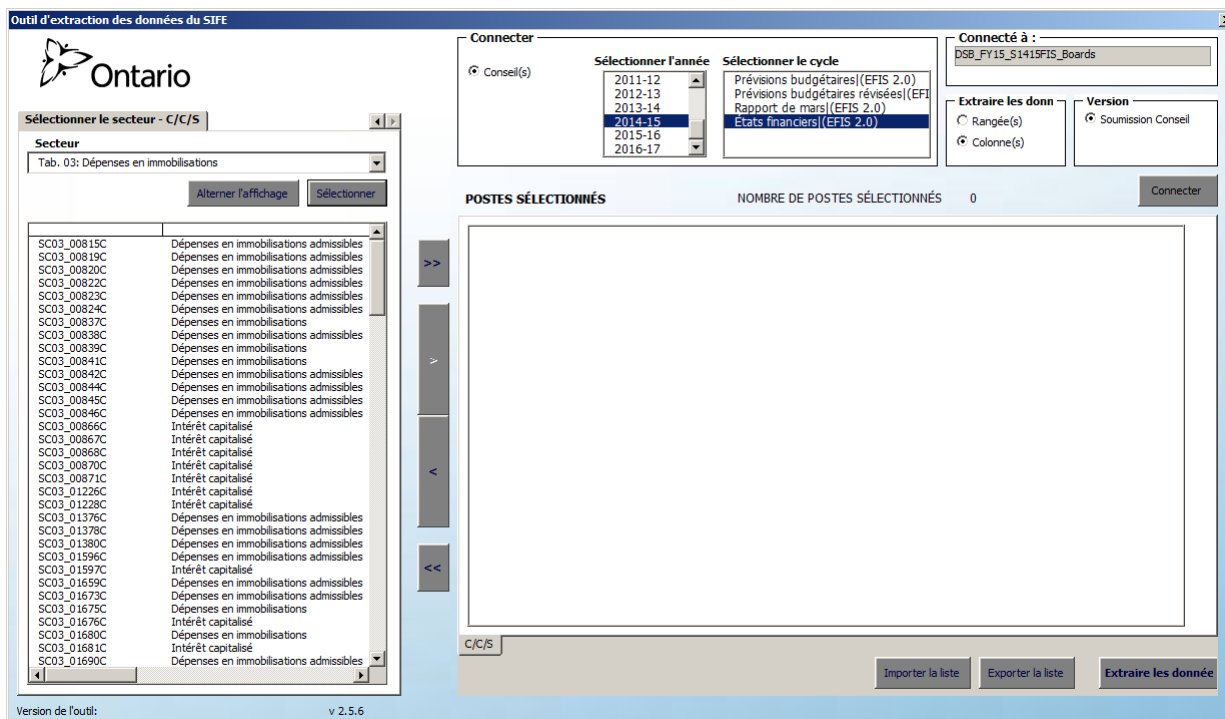 Outil d'extraction des données du SIFE
Ontario
Connecter
Conseil(s)
Sélectionner l'année
2011-12
2012-13
2013-14
2014-15
2015-16
2016-17
Sélectionner le cycle
Prévisions budgétaires|(EFIS 2.0)
Prévisions budgétaires révisées|(EFI
Rapport de mars|(EFIS 2.0)
États financiers|(EFIS 2.0)
Connecté à :
DSB_FY15_S1415FIS_Boards
Extraire les donn
Rangée(s)
Colonne(s)
Version
Soumission Conseil
Sélectionner le secteur - C/C/S
Secteur
Tab. 03: Dépenses en immobilisations
Alterner l'affichage
Sélectionner
POSTES SÉLECTIONNÉS
NOMBRE DE POSTES SÉLECTIONNÉS 0
Connecter
SC03_00815C Dépenses en immobilisations admissibles
SC03_00819C Dépenses en immobilisations admissibles
SC03_00820C Dépenses en immobilisations admissibles
SC03_00822C Dépenses en immobilisations admissibles
SC03_00823C Dépenses en immobilisations admissibles
SC03_00824C Dépenses en immobilisations admissibles
SC03_00837C Dépenses en immobilisations
SC03_00838C Dépenses en immobilisations admissibles
SC03_00839C Dépenses en immobilisations
SC03_00841C Dépenses en immobilisations
SC03_00842C Dépenses en immobilisations admissibles
SC03_00844C Dépenses en immobilisations admissibles
SC03_00845C Dépenses en immobilisations admissibles
SC03_00846C Dépenses en immobilisations admissibles
SC03_00866C Intérêt capitalisé
SC03_00867C Intérêt capitalisé
SC03_00868C Intérêt capitalisé
SC03_00870C Intérêt capitalisé
SC03_00871C Intérêt capitalisé
SC03_01226C Intérêt capitalisé
SC03_01228C Intérêt capitalisé
SC03_01376C Dépenses en immobilisations admissibles
SC03_01378C Dépenses en immobilisations admissibles
SC03_01380C Dépenses en immobilisations admissibles
SC03_01596C Dépenses en immobilisations admissibles
SC03_01597C Intérêt capitalisé
SC03_01659C Dépenses en immobilisations admissibles
SC03_01673C Dépenses en immobilisations admissibles
SC03_01675C Dépenses en immobilisations
SC03_01676C Intérêt capitalisé
SC03_01680C Dépenses en immobilisations
SC03_01681C Intérêt capitalisé
SC03_01690C Dépenses en immobilisations admissibles
>>
>
<
<<
C/C/S
Importer la liste
Exporter la liste
Extraire les donnée
Version de l'outil: v 2.5.6